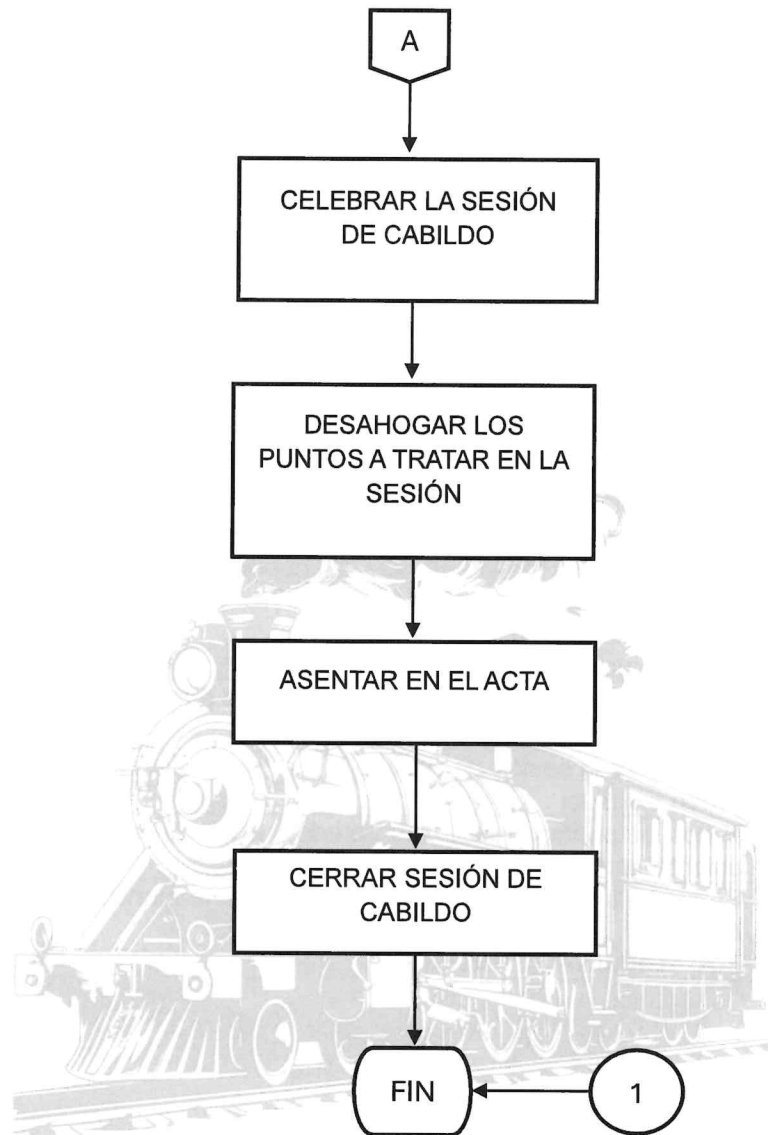 A
CELEBRAR LA SESIÓN
DE CABILDO
DESAHOGAR LOS
PUNTOS A TRATAR EN LA
SESIÓN
ASENTAR EN EL ACTA
CERRAR SESIÓN DE
CABILDO
FIN
1